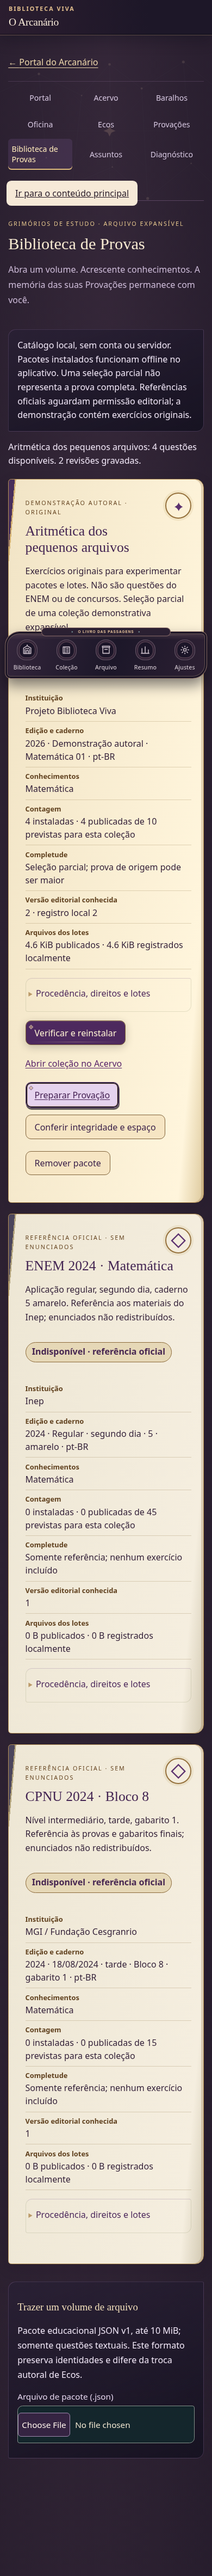 BIBLIOTECA VIVA
O Arcanário
← Portal do Arcanário
Portal
Acervo
Baralhos
Oficina
Ecos
Provações
Biblioteca de
Provas
Assuntos
Diagnóstico
Ir para o conteúdo principal
GRIMÓRIOS DE ESTUDO · ARQUIVO EXPANSÍVEL
Biblioteca de Provas
Abra um volume. Acrescente conhecimentos. A
memória das suas Provações permanece com
você.
Catálogo local, sem conta ou servidor.
Pacotes instalados funcionam offline no
aplicativo. Uma seleção parcial não
representa a prova completa. Referências
oficiais aguardam permissão editorial; a
demonstração contém exercícios originais.
Aritmética dos pequenos arquivos: 4 questões
disponíveis. 2 revisões gravadas.
DEMONSTRAÇÃO AUTORAL ·
ORIGINAL
Aritmética dos
pequenos arquivos
Exercícios originais para experimentar
pacotes e lotes. Não são questões do
ENEM ou de concursos. Seleção parcial
de uma coleção demonstrativa
expansível.
O LIVRO DAS PASSAGENS
Biblioteca
Coleção
Arquivo
Resumo
Ajustes
Instituição
Projeto Biblioteca Viva
Edição e caderno
2026 · Demonstração autoral ·
Matemática 01 · pt-BR
Conhecimentos
Matemática
Contagem
4 instaladas · 4 publicadas de 10
previstas para esta coleção
Completude
Seleção parcial; prova de origem pode
ser maior
Versão editorial conhecida
2 · registro local 2
Arquivos dos lotes
4.6 KiB publicados · 4.6 KiB registrados
localmente
Procedência, direitos e lotes
Verificar e reinstalar
Abrir coleção no Acervo
Preparar Provação
Conferir integridade e espaço
Remover pacote
REFERÊNCIA OFICIAL · SEM
ENUNCIADOS
ENEM 2024 · Matemática
Aplicação regular, segundo dia, caderno
5 amarelo. Referência aos materiais do
Inep; enunciados não redistribuídos.
Indisponível · referência oficial
Instituição
Inep
Edição e caderno
2024 · Regular · segundo dia · 5 ·
amarelo · pt-BR
Conhecimentos
Matemática
Contagem
0 instaladas · 0 publicadas de 45
previstas para esta coleção
Completude
Somente referência; nenhum exercício
incluído
Versão editorial conhecida
1
Arquivos dos lotes
0 B publicados · 0 B registrados
localmente
Procedência, direitos e lotes
REFERÊNCIA OFICIAL · SEM
ENUNCIADOS
CPNU 2024 · Bloco 8
Nível intermediário, tarde, gabarito 1.
Referência às provas e gabaritos finais;
enunciados não redistribuídos.
Indisponível · referência oficial
Instituição
MGI / Fundação Cesgranrio
Edição e caderno
2024 · 18/08/2024 · tarde · Bloco 8 ·
gabarito 1 · pt-BR
Conhecimentos
Matemática
Contagem
0 instaladas · 0 publicadas de 15
previstas para esta coleção
Completude
Somente referência; nenhum exercício
incluído
Versão editorial conhecida
1
Arquivos dos lotes
0 B publicados · 0 B registrados
localmente
Procedência, direitos e lotes
Trazer um volume de arquivo
Pacote educacional JSON v1, até 10 MiB;
somente questões textuais. Este formato
preserva identidades e difere da troca
autoral de Ecos.
Arquivo de pacote (.json)
Choose File
No file chosen